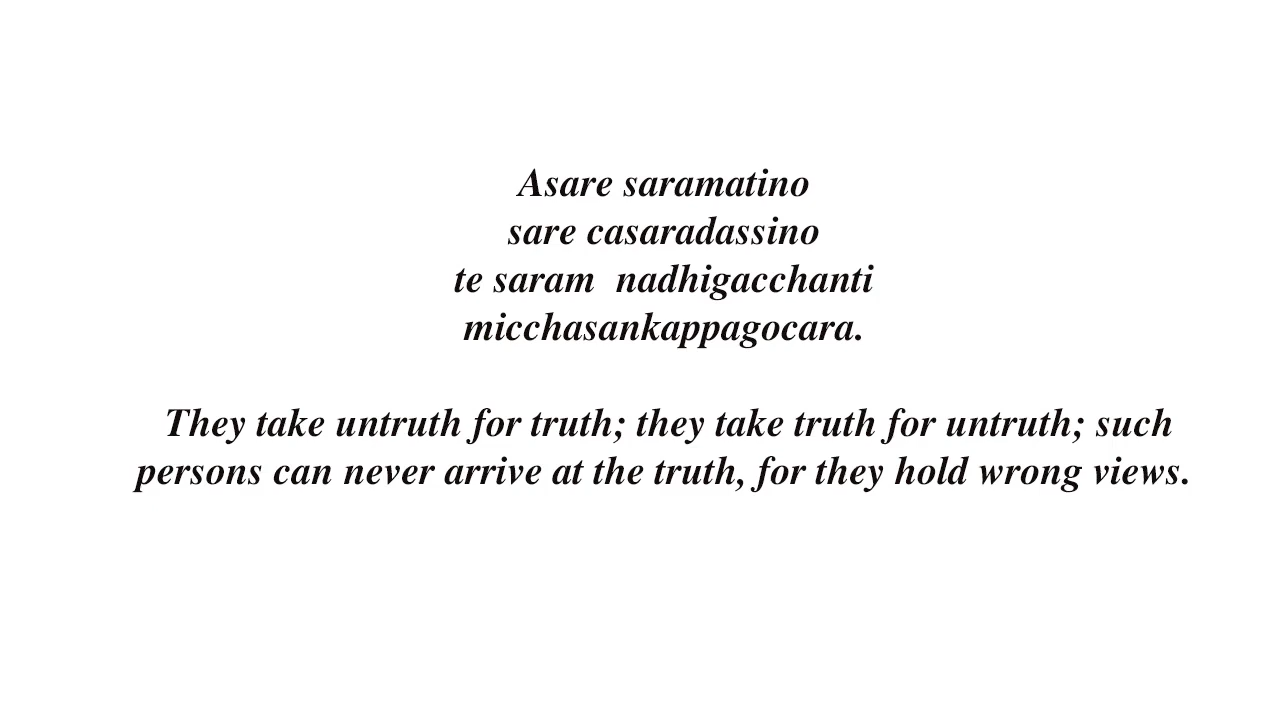 Asare saramatino
sare casaradassino
te saram  nadhigacchanti
micchasankappagocara.
They take untruth for truth; they take truth for untruth; such
persons can never arrive at the truth, for they hold wrong views.